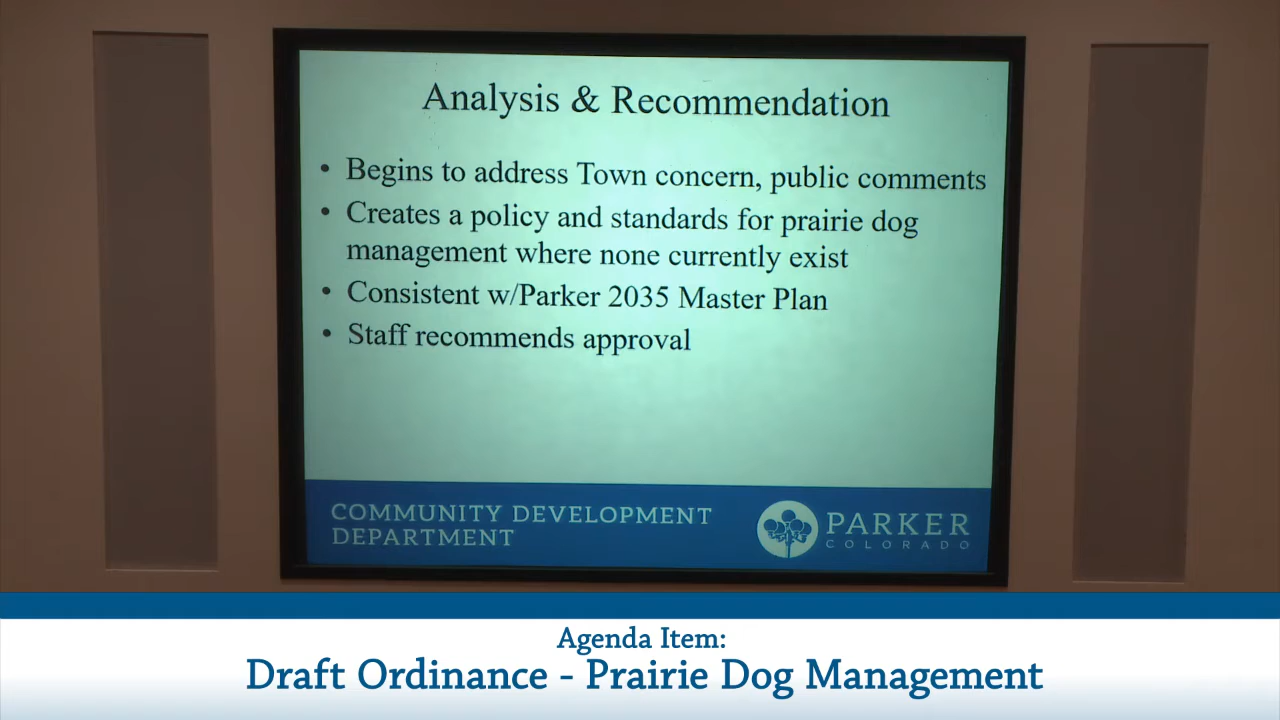 Analysis & Recommendation
• Begins to address Town concern, public comments
• Creates a policy and standards for prairie dog
management where none currently exist
• Consistent w/Parker 2035 Master Plan
• Staff recommends approval
COMMUNITY DEVELOPMENT
DEPARTMENT
PARKER
COLORADO
Agenda Item:
Draft Ordinance - Prairie Dog Management